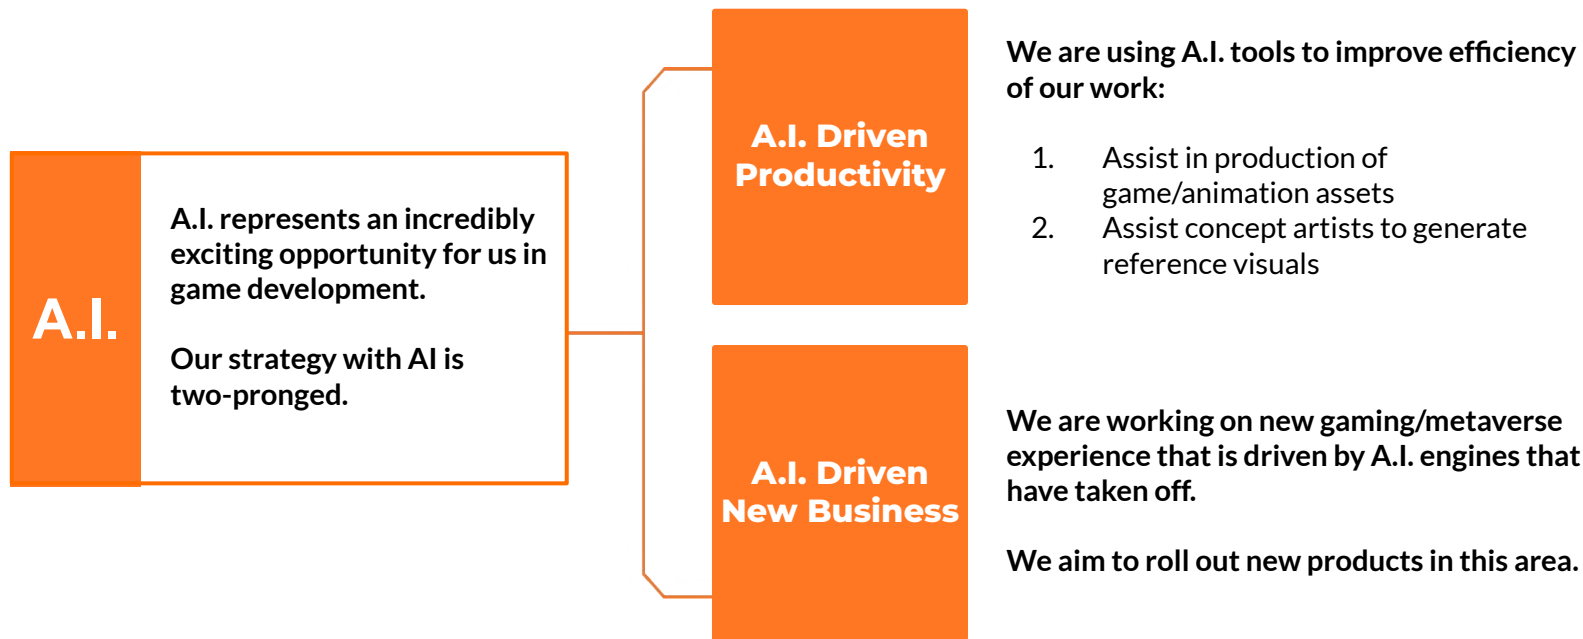 A.I.
A.I. represents an incredibly
exciting opportunity for us in
game development.
Our strategy with AI is
two-pronged.
A.I. Driven
Productivity
We are using A.I. tools to improve efficiency
of our work:
1. Assist in production of
game/animation assets
2. Assist concept artists to generate
reference visuals
A.I. Driven
New Business
We are working on new gaming/metaverse
experience that is driven by A.I. engines that
have taken off.
We aim to roll out new products in this area.